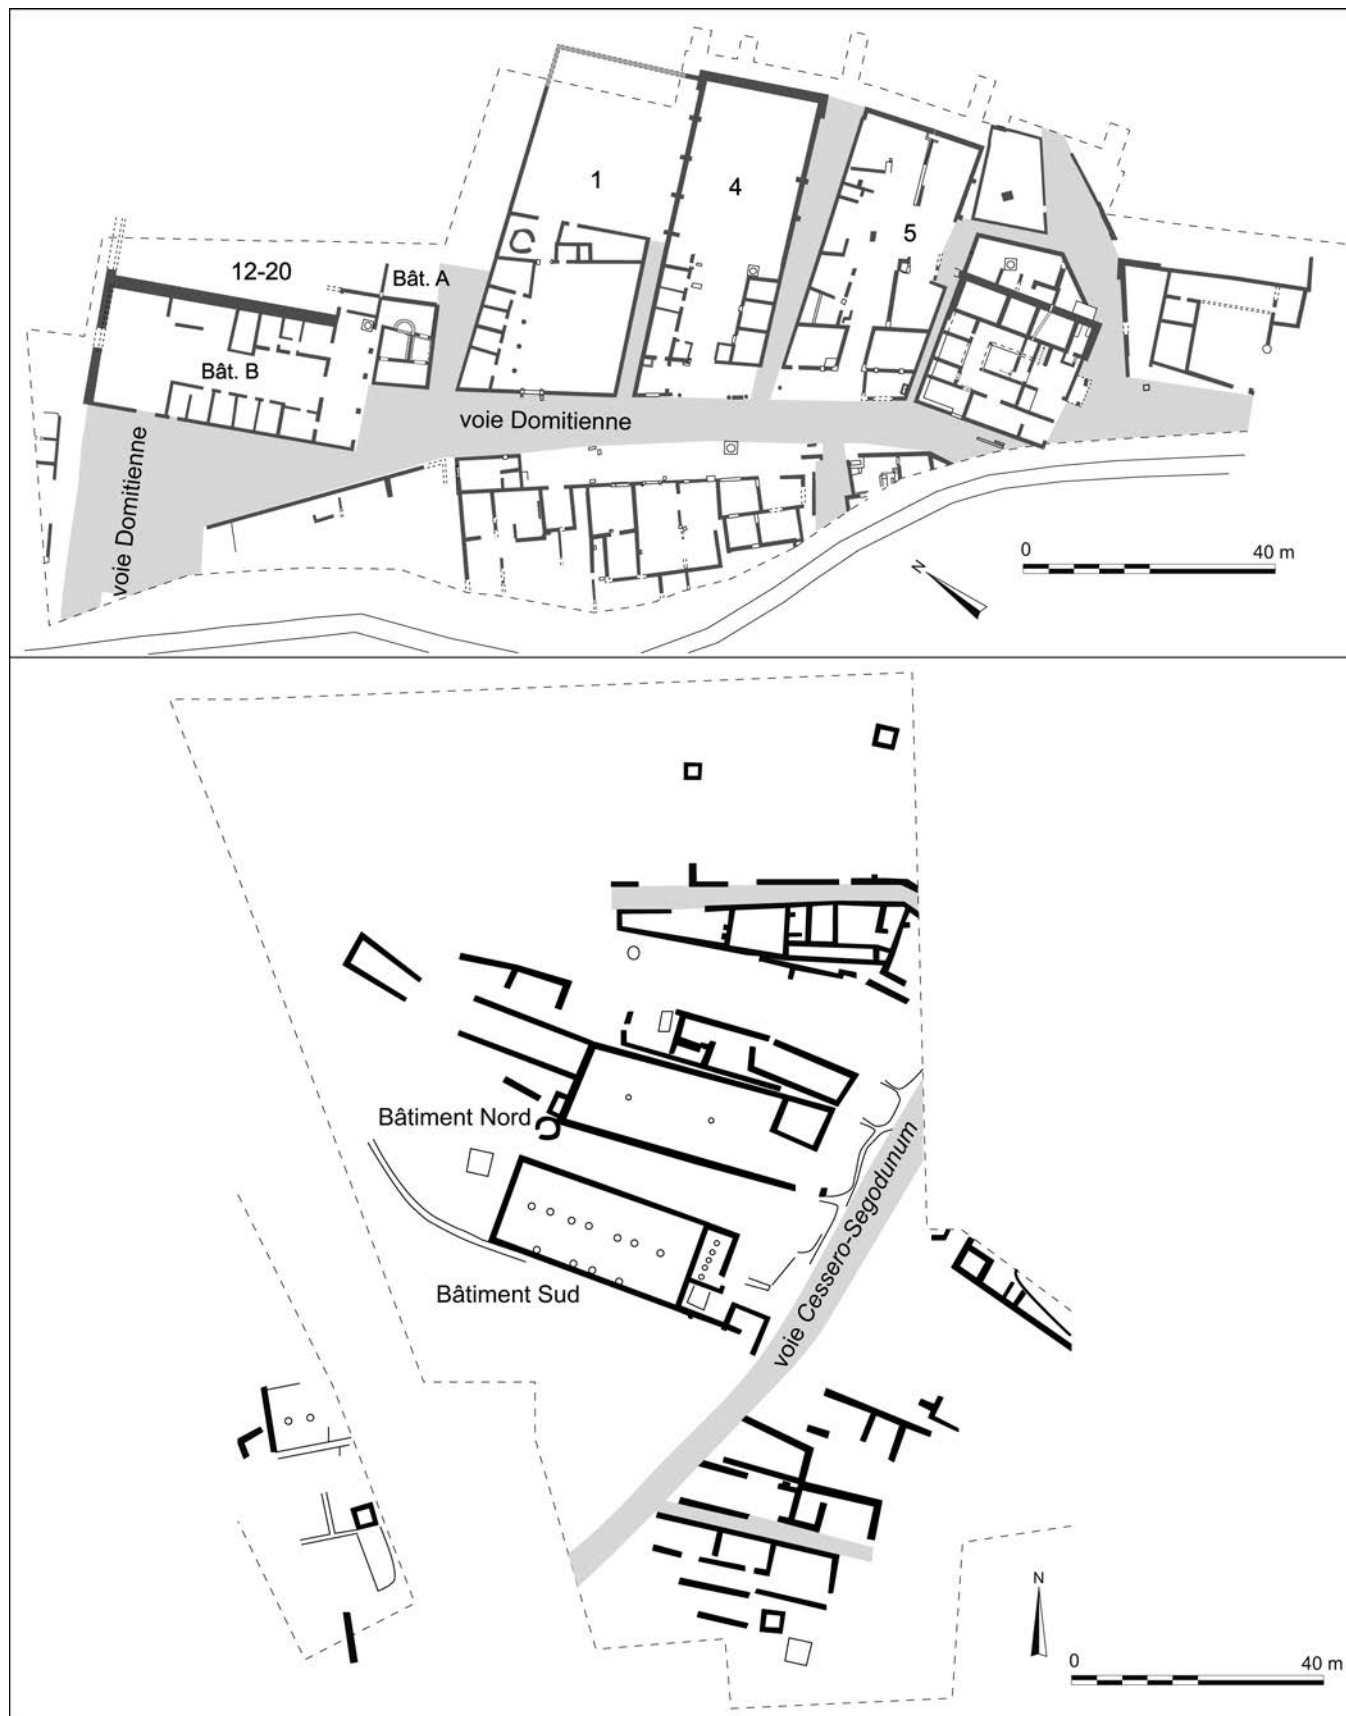 1
4
5
12-20
Bât. A
Bât. B
voie Domitienne
voie Domitienne
N
0 40 m
Bâtiment Nord
Bâtiment Sud
voie Cessero-Segodunum
N
0 40 m